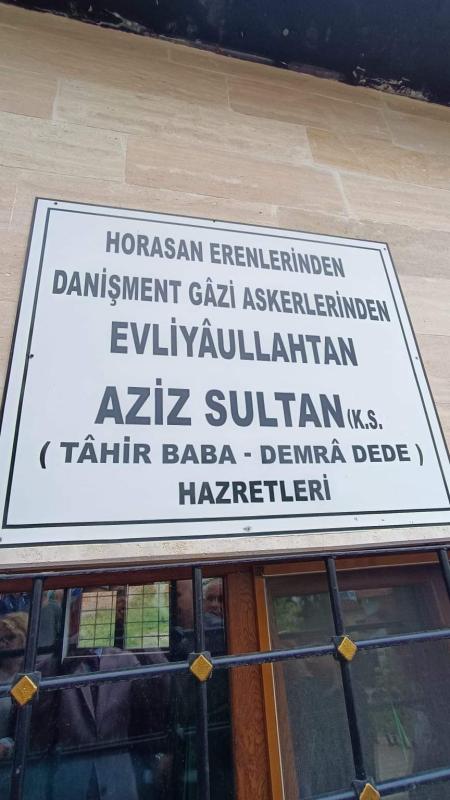 HORASAN ERENLERİNDEN
DANİŞMENT GÂZİ ASKERLERİNDEN
EVLİYÂULLAHTAN
AZİZ SULTAN(K.S.
( TÂHİR BABA - DEMRÂ DEDE )
HAZRETLERİ